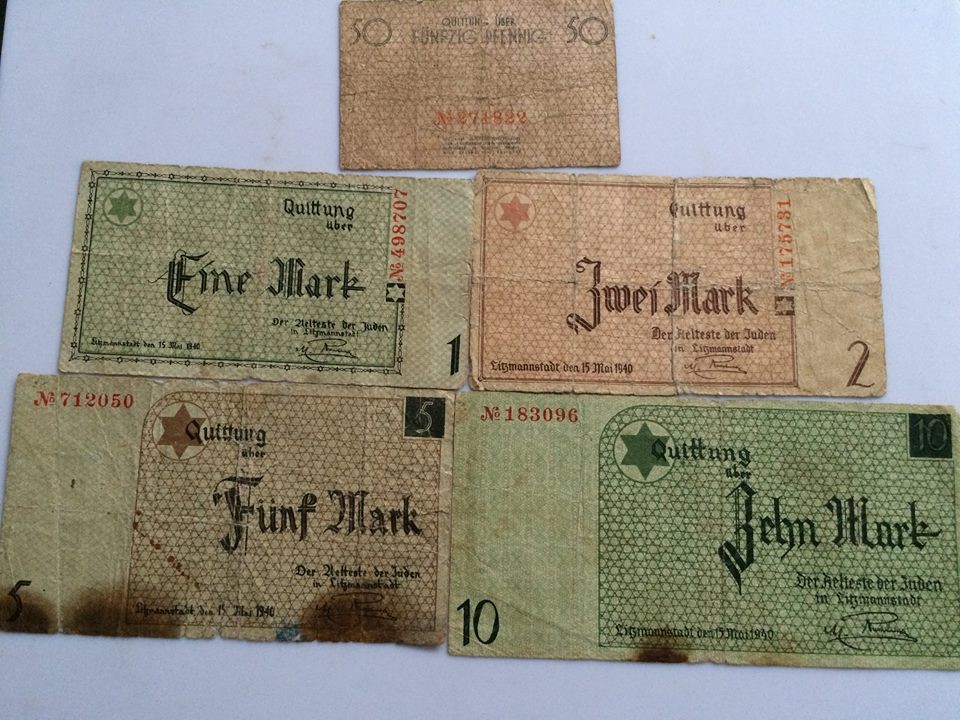 50 QUITTUNG ÜBER 50
FÜNFZIG PFENNIG
№ 271822
Quittung
über
№ 498707
Eine Mark
Der Aelteste der Juden
in Litzmannstadt
Litzmannstadt den 15 Mai 1940
1
Quittung
über
№ 175731
Zwei Mark
Der Aelteste der Juden
in Litzmannstadt
Litzmannstadt den 15 Mai 1940
2
№ 712050
5
Quittung
über
Fünf Mark
Der Aelteste der Juden
in Litzmannstadt
Litzmannstadt den 15 Mai 1940
5
№ 183096
10
Quittung
über
Zehn Mark
Der Aelteste der Juden
in Litzmannstadt
Litzmannstadt den 15 Mai 1940
10